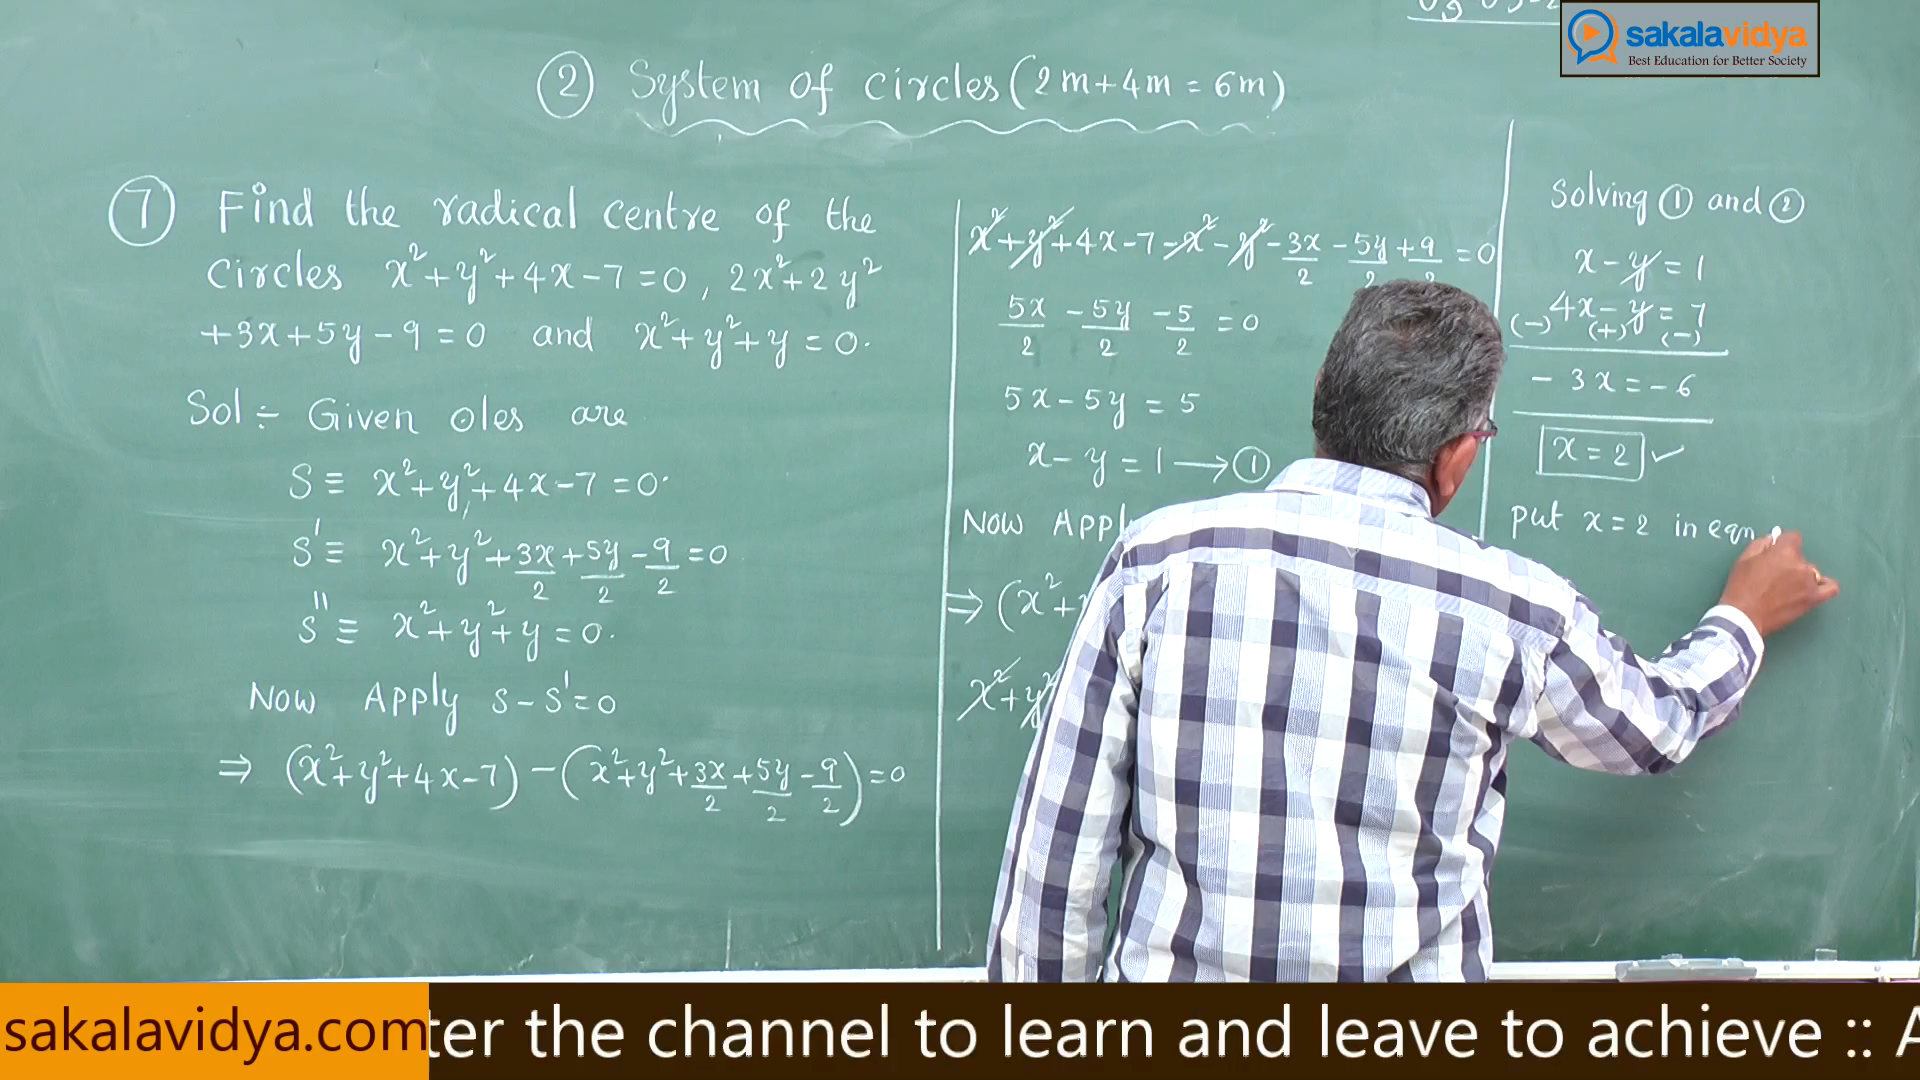 sakalavidya
Best Education for Better Society
② System of circles (2m+4m = 6m)
⑦ Find the radical centre of the
circles x²+y²+4x-7=0, 2x²+2y²
+3x+5y-9=0 and x²+y²+y=0.
Sol÷ Given oles are
S≡ x²+y²+4x-7=0.
S'≡ x²+y²+3x/2+5y/2-9/2=0
S''≡ x²+y²+y=0.
Now Apply S-S'=0
⇒ (x²+y²+4x-7)-(x²+y²+3x/2+5y/2-9/2)=0
x²+y²+4x-7-x²-y²-3x/2-5y/2+9/2=0
5x/2-5y/2-5/2=0
5x-5y=5
x-y=1→①
Now
⇒(x²+
x²+y²
Solving ① and ②
x-y=1
4x-y=7
(-) (+) (-)
-3x=-6
x=2 ✓
put x=2 in eqn
sakalavidya.com
ter the channel to learn and leave to achieve :: A